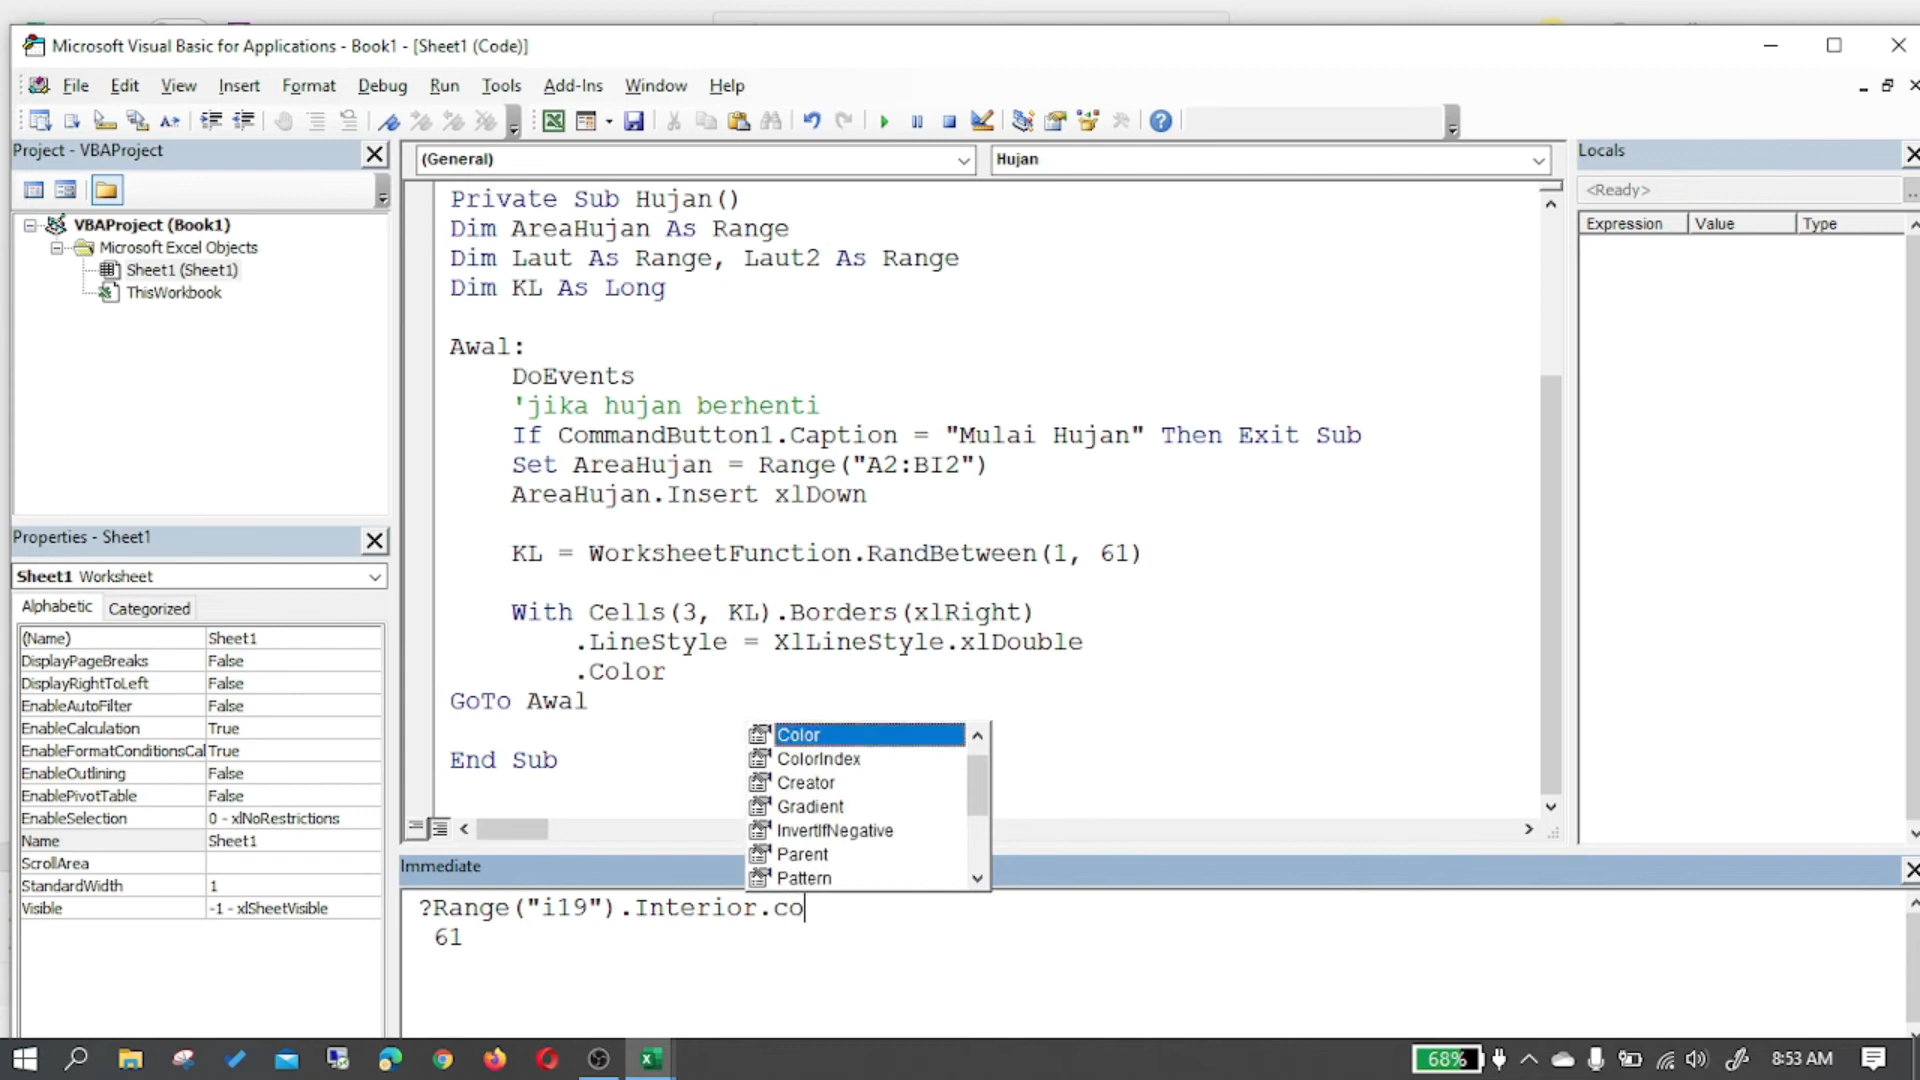 Microsoft Visual Basic for Applications - Book1 - [Sheet1 (Code)]
File Edit View Insert Format Debug Run Tools Add-Ins Window Help
Project - VBAProject
VBAProject (Book1)
Microsoft Excel Objects
Sheet1 (Sheet1)
ThisWorkbook
Properties - Sheet1
Sheet1 Worksheet
Alphabetic Categorized
(Name) Sheet1
DisplayPageBreaks False
DisplayRightToLeft False
EnableAutoFilter False
EnableCalculation True
EnableFormatConditionsCal True
EnableOutlining False
EnablePivotTable False
EnableSelection 0 - xlNoRestrictions
Name Sheet1
ScrollArea
StandardWidth 1
Visible -1 - xlSheetVisible
(General) Hujan
Private Sub Hujan()
Dim AreaHujan As Range
Dim Laut As Range, Laut2 As Range
Dim KL As Long
Awal:
DoEvents
'jika hujan berhenti
If CommandButton1.Caption = "Mulai Hujan" Then Exit Sub
Set AreaHujan = Range("A2:BI2")
AreaHujan.Insert xlDown
KL = WorksheetFunction.RandBetween(1, 61)
With Cells(3, KL).Borders(xlRight)
.LineStyle = XlLineStyle.xlDouble
.Color
GoTo Awal
End Sub
Color
ColorIndex
Creator
Gradient
InvertIfNegative
Parent
Pattern
Immediate
?Range("i19").Interior.co
61
Locals
<Ready>
Expression Value Type
68%
8:53 AM